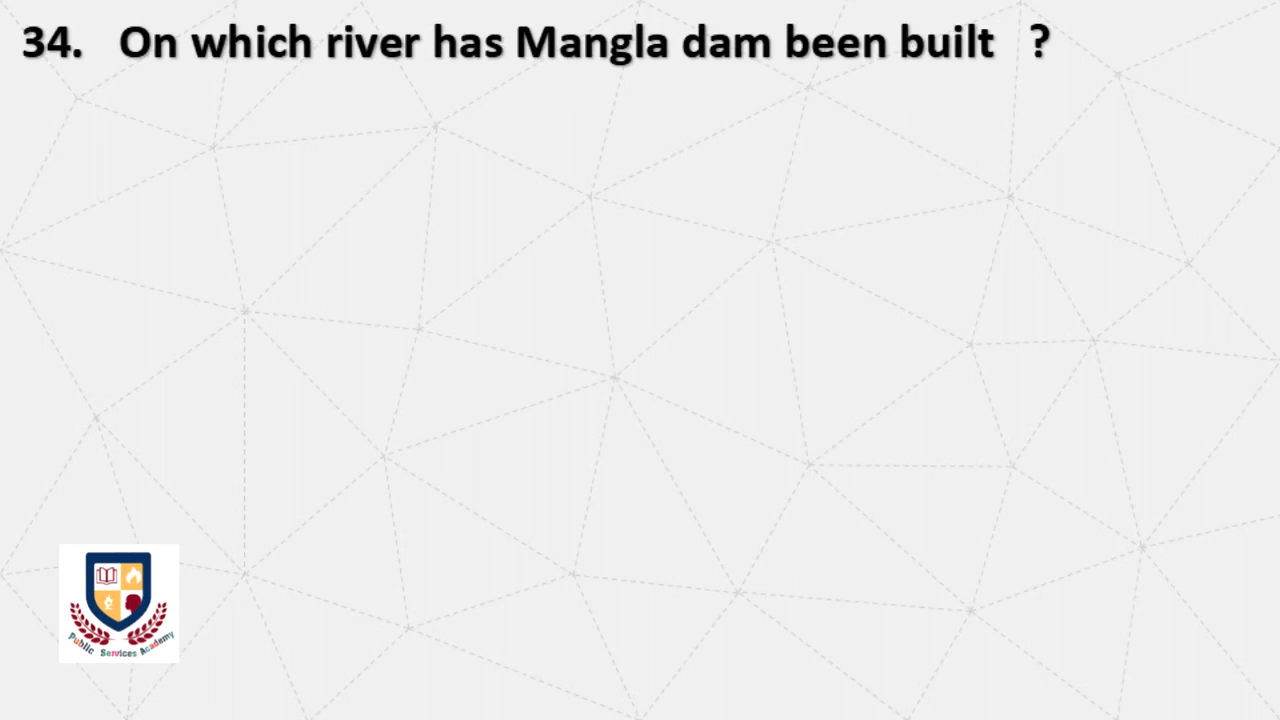 34. On which river has Mangla dam been built ?
Public Services Academy